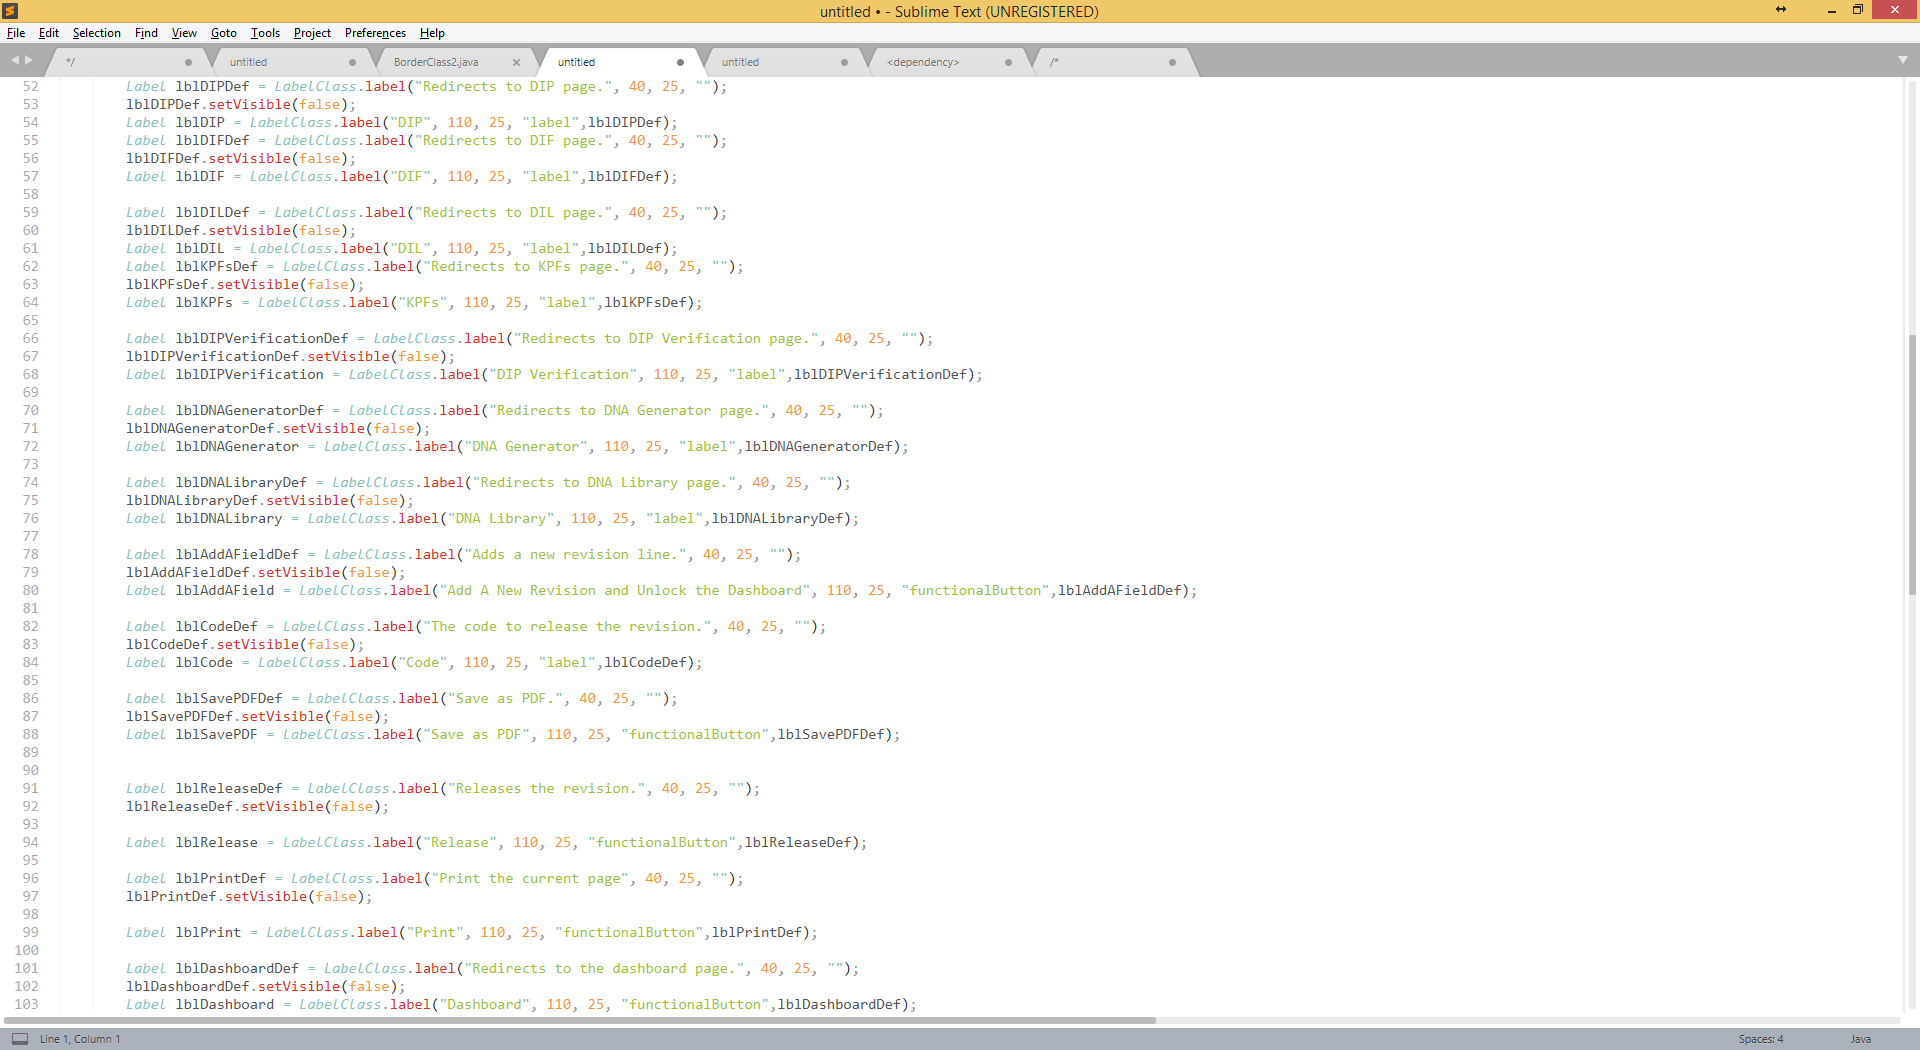 untitled • - Sublime Text (UNREGISTERED)
File Edit Selection Find View Goto Tools Project Preferences Help
*/ untitled BorderClass2.java untitled untitled <dependency> /*
52 Label lblDIPDef = LabelClass.label("Redirects to DIP page.", 40, 25, "");
53 lblDIPDef.setVisible(false);
54 Label lblDIP = LabelClass.label("DIP", 110, 25, "label",lblDIPDef);
55 Label lblDIFDef = LabelClass.label("Redirects to DIF page.", 40, 25, "");
56 lblDIFDef.setVisible(false);
57 Label lblDIF = LabelClass.label("DIF", 110, 25, "label",lblDIFDef);
58
59 Label lblDILDef = LabelClass.label("Redirects to DIL page.", 40, 25, "");
60 lblDILDef.setVisible(false);
61 Label lblDIL = LabelClass.label("DIL", 110, 25, "label",lblDILDef);
62 Label lblKPFsDef = LabelClass.label("Redirects to KPFs page.", 40, 25, "");
63 lblKPFsDef.setVisible(false);
64 Label lblKPFs = LabelClass.label("KPFs", 110, 25, "label",lblKPFsDef);
65
66 Label lblDIPVerificationDef = LabelClass.label("Redirects to DIP Verification page.", 40, 25, "");
67 lblDIPVerificationDef.setVisible(false);
68 Label lblDIPVerification = LabelClass.label("DIP Verification", 110, 25, "label",lblDIPVerificationDef);
69
70 Label lblDNAGeneratorDef = LabelClass.label("Redirects to DNA Generator page.", 40, 25, "");
71 lblDNAGeneratorDef.setVisible(false);
72 Label lblDNAGenerator = LabelClass.label("DNA Generator", 110, 25, "label",lblDNAGeneratorDef);
73
74 Label lblDNALibraryDef = LabelClass.label("Redirects to DNA Library page.", 40, 25, "");
75 lblDNALibraryDef.setVisible(false);
76 Label lblDNALibrary = LabelClass.label("DNA Library", 110, 25, "label",lblDNALibraryDef);
77
78 Label lblAddAFieldDef = LabelClass.label("Adds a new revision line.", 40, 25, "");
79 lblAddAFieldDef.setVisible(false);
80 Label lblAddAField = LabelClass.label("Add A New Revision and Unlock the Dashboard", 110, 25, "functionalButton",lblAddAFieldDef);
81
82 Label lblCodeDef = LabelClass.label("The code to release the revision.", 40, 25, "");
83 lblCodeDef.setVisible(false);
84 Label lblCode = LabelClass.label("Code", 110, 25, "label",lblCodeDef);
85
86 Label lblSavePDFDef = LabelClass.label("Save as PDF.", 40, 25, "");
87 lblSavePDFDef.setVisible(false);
88 Label lblSavePDF = LabelClass.label("Save as PDF", 110, 25, "functionalButton",lblSavePDFDef);
89
90
91 Label lblReleaseDef = LabelClass.label("Releases the revision.", 40, 25, "");
92 lblReleaseDef.setVisible(false);
93
94 Label lblRelease = LabelClass.label("Release", 110, 25, "functionalButton",lblReleaseDef);
95
96 Label lblPrintDef = LabelClass.label("Print the current page", 40, 25, "");
97 lblPrintDef.setVisible(false);
98
99 Label lblPrint = LabelClass.label("Print", 110, 25, "functionalButton",lblPrintDef);
100
101 Label lblDashboardDef = LabelClass.label("Redirects to the dashboard page.", 40, 25, "");
102 lblDashboardDef.setVisible(false);
103 Label lblDashboard = LabelClass.label("Dashboard", 110, 25, "functionalButton",lblDashboardDef);
Line 1, Column 1 Spaces: 4 Java